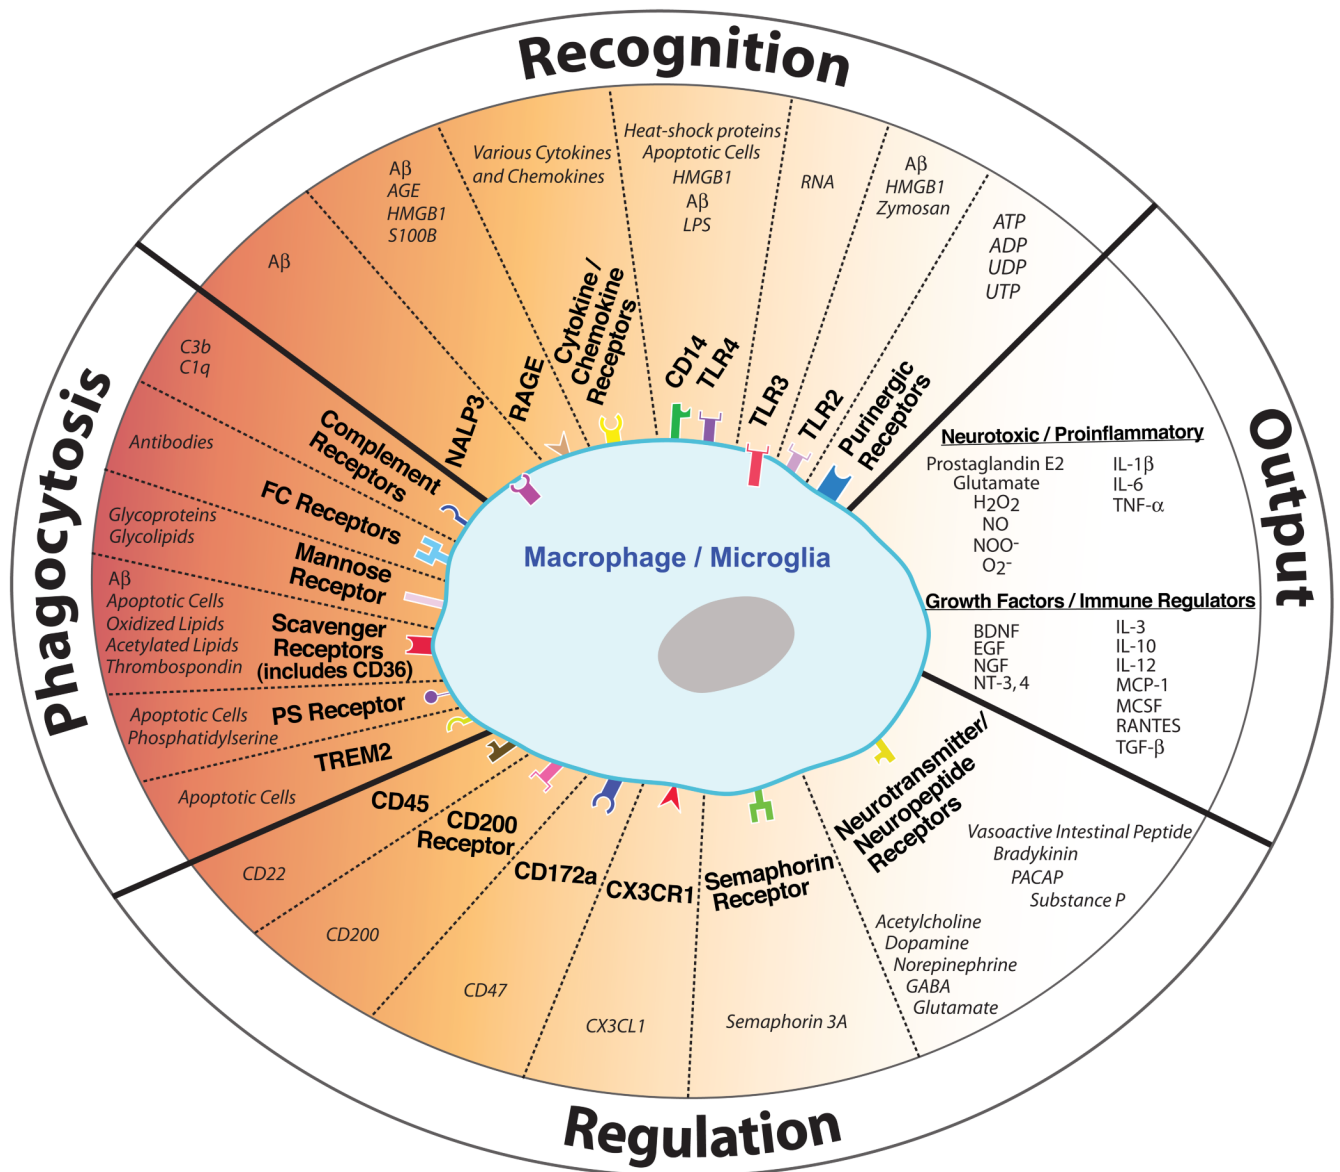 Recognition
Aβ
Aβ
AGE
HMGB1
S100B
Various Cytokines
and Chemokines
Heat-shock proteins
Apoptotic Cells
HMGB1
Aβ
LPS
RNA
Aβ
HMGB1
Zymosan
ATP
ADP
UDP
UTP
NALP3
RAGE
Cytokine /
Chemokine
Receptors
CD14
TLR4
TLR3
TLR2
Purinergic
Receptors
Output
Neurotoxic / Proinflammatory
Prostaglandin E2
Glutamate
H2O2
NO
NOO-
O2-
IL-1β
IL-6
TNF-α
Growth Factors / Immune Regulators
BDNF
EGF
NGF
NT-3,4
IL-3
IL-10
IL-12
MCP-1
MCSF
RANTES
TGF-β
Macrophage / Microglia
Phagocytosis
C3b
C1q
Complement
Receptors
Antibodies
FC Receptors
Glycoproteins
Glycolipids
Mannose
Receptor
Aβ
Apoptotic Cells
Oxidized Lipids
Acetylated Lipids
Thrombospondin
Scavenger
Receptors
(includes CD36)
Apoptotic Cells
Phosphatidylserine
PS Receptor
Apoptotic Cells
TREM2
CD45
CD22
CD200
Receptor
CD200
CD172a
CD47
CX3CR1
CX3CL1
Semaphorin
Receptor
Semaphorin 3A
Neurotransmitter/
Neuropeptide
Receptors
Vasoactive Intestinal Peptide
Bradykinin
PACAP
Substance P
Acetylcholine
Dopamine
Norepinephrine
GABA
Glutamate
Regulation